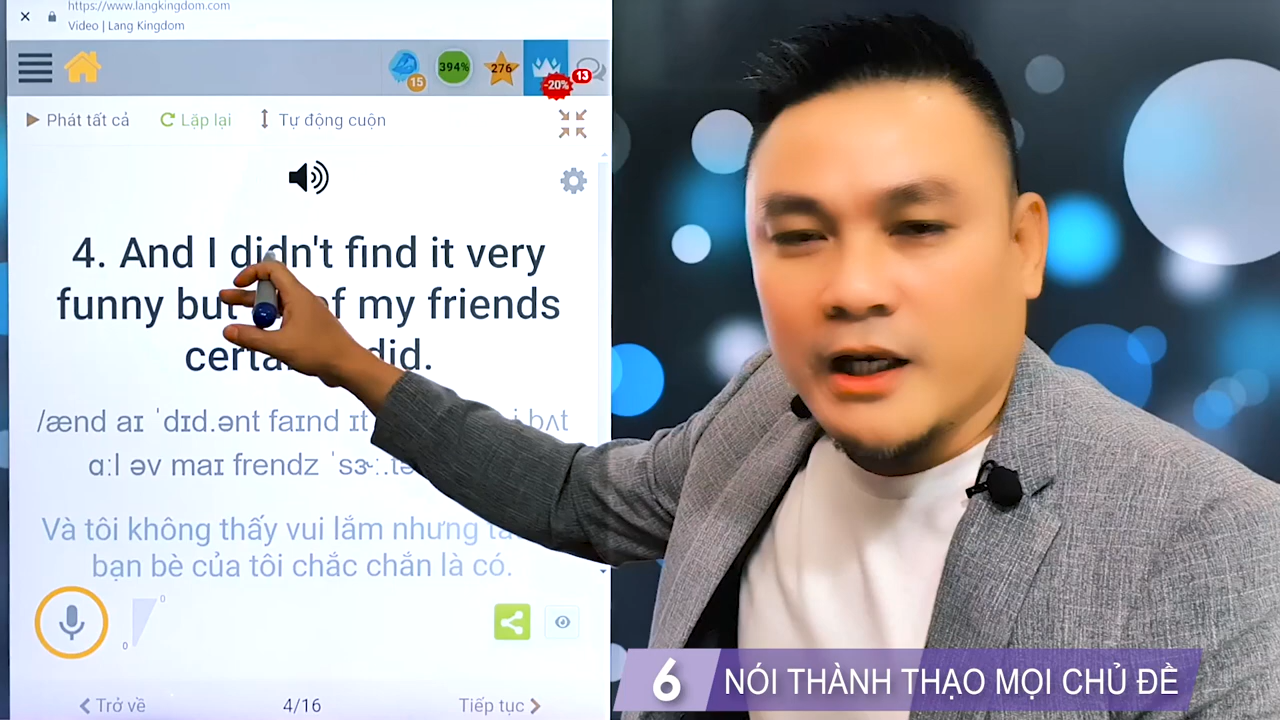 https://www.langkingdom.com
Video | Lang Kingdom
15
394%
276
-20%
13
Phát tất cả
Lặp lại
Tự động cuộn
4. And I didn't find it very
funny but of my friends
did.
/ænd aɪ ˈdɪd.ənt faɪnd ɪt bʌt
ɑːl əv maɪ frendz
Và tôi không thấy vui lắm nhưng
bạn bè của tôi chắc chắn là có.
0
0
Trở về
4/16
Tiếp tục
6 NÓI THÀNH THẠO MỌI CHỦ ĐỀ